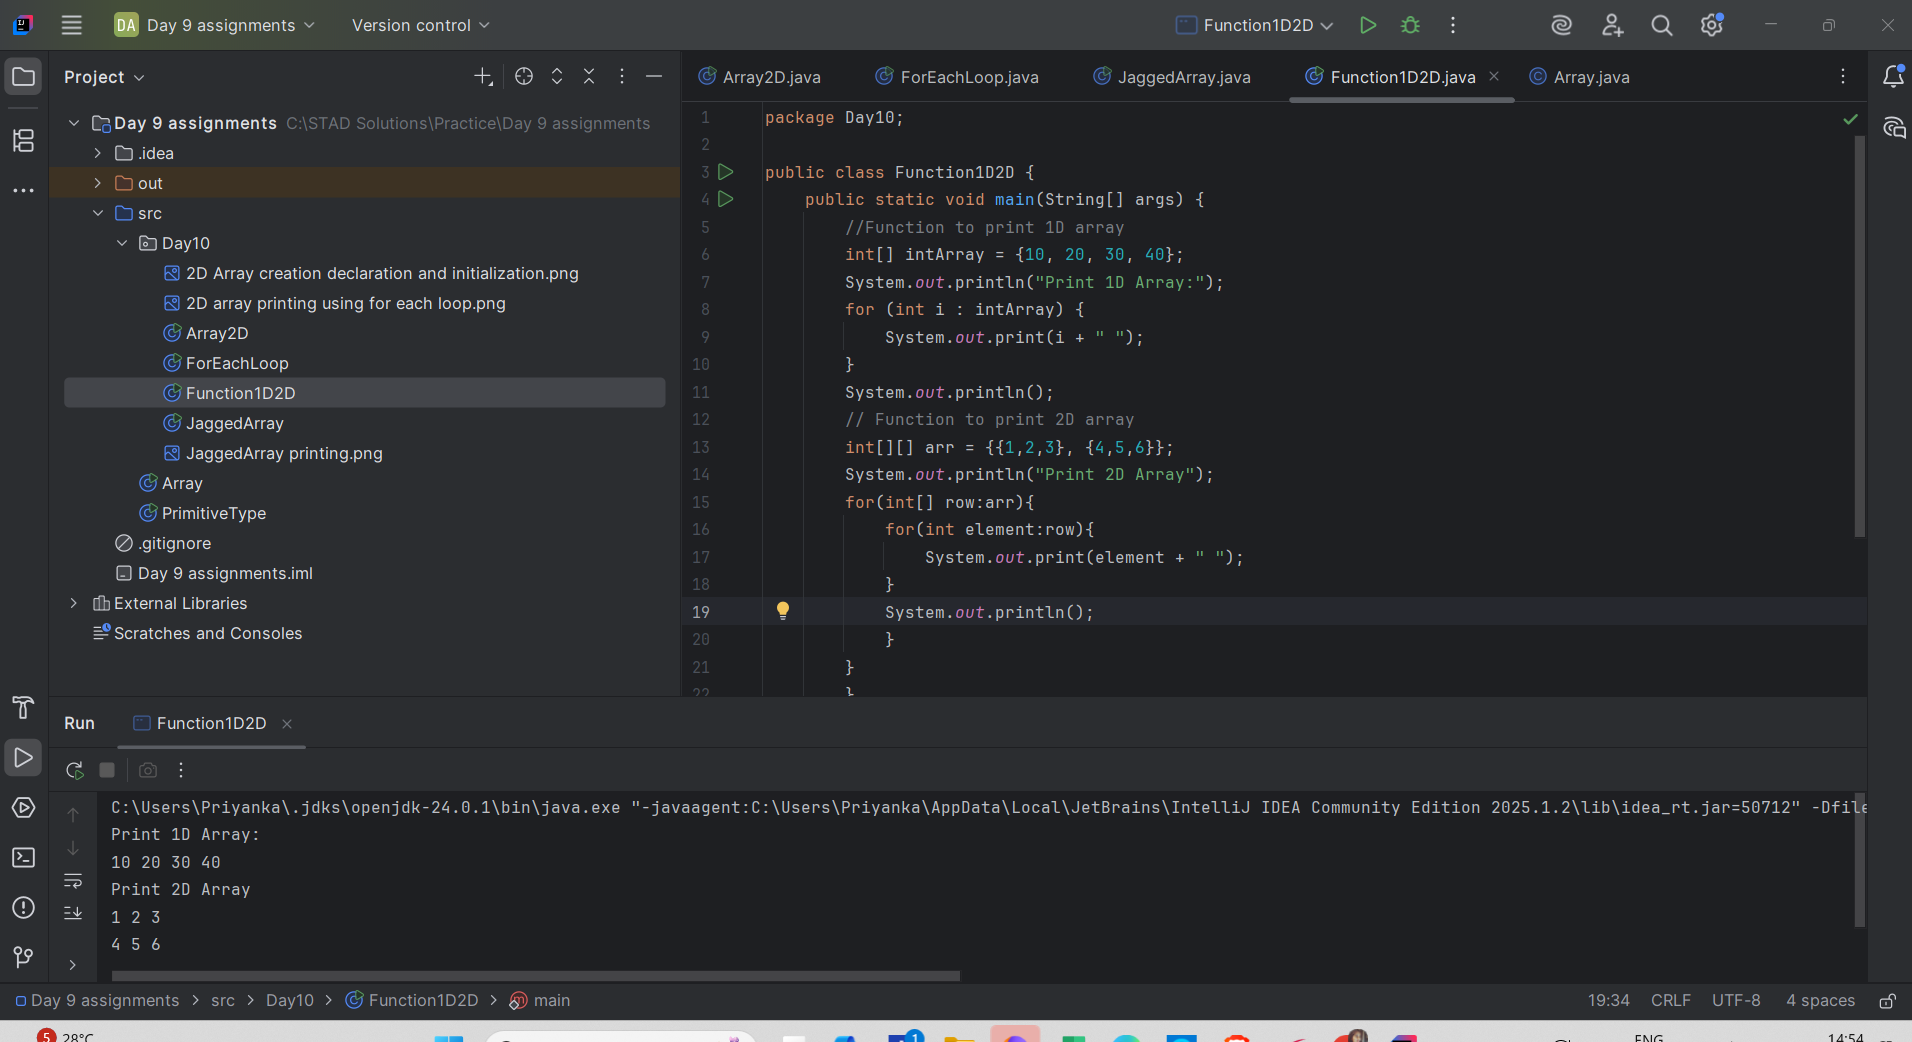 DA Day 9 assignments Version control Function1D2D
Project
Array2D.java ForEachLoop.java JaggedArray.java Function1D2D.java Array.java
Day 9 assignments C:\STAD Solutions\Practice\Day 9 assignments
.idea
out
src
Day10
2D Array creation declaration and initialization.png
2D array printing using for each loop.png
Array2D
ForEachLoop
Function1D2D
JaggedArray
JaggedArray printing.png
Array
PrimitiveType
.gitignore
Day 9 assignments.iml
External Libraries
Scratches and Consoles
1 package Day10;
2
3 public class Function1D2D {
4 public static void main(String[] args) {
5 //Function to print 1D array
6 int[] intArray = {10, 20, 30, 40};
7 System.out.println("Print 1D Array:");
8 for (int i : intArray) {
9 System.out.print(i + " ");
10 }
11 System.out.println();
12 // Function to print 2D array
13 int[][] arr = {{1,2,3}, {4,5,6}};
14 System.out.println("Print 2D Array");
15 for(int[] row:arr){
16 for(int element:row){
17 System.out.print(element + " ");
18 }
19 System.out.println();
20 }
21 }
22 }
Run Function1D2D
C:\Users\Priyanka\.jdks\openjdk-24.0.1\bin\java.exe "-javaagent:C:\Users\Priyanka\AppData\Local\JetBrains\IntelliJ IDEA Community Edition 2025.1.2\lib\idea_rt.jar=50712" -Dfile
Print 1D Array:
10 20 30 40
Print 2D Array
1 2 3
4 5 6
Day 9 assignments > src > Day10 > Function1D2D > main
19:34 CRLF UTF-8 4 spaces
5 28°C 1 ENG 14:54